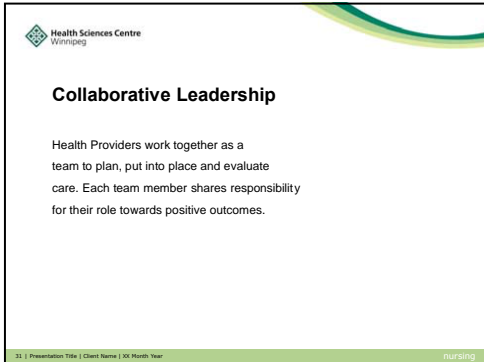 Health Sciences Centre
Winnipeg
Collaborative Leadership
Health Providers work together as a
team to plan, put into place and evaluate
care. Each team member shares responsibility
for their role towards positive outcomes.
31 | Presentation Title | Client Name | XX Month Year
nursing